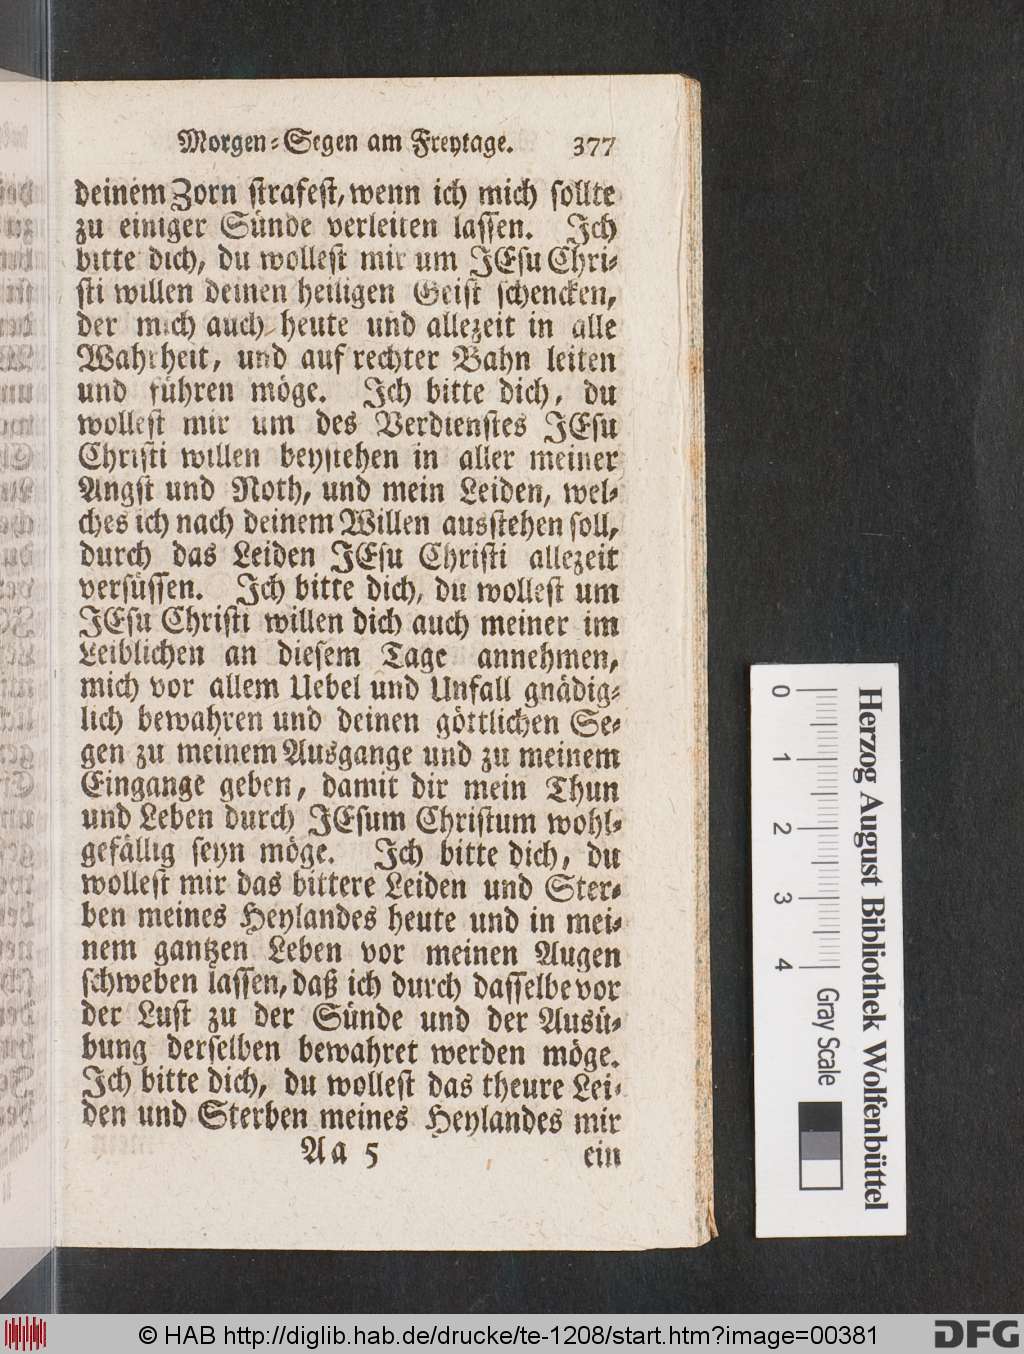 Morgen-Segen am Freytage. 377
deinem Zorn strafest, wenn ich mich sollte
zu einiger Sünde verleiten lassen. Ich
bitte dich, du wollest mir um JEsu Chri-
sti willen deinen heiligen Geist schencken,
der mich auch heute und allezeit in alle
Wahrheit, und auf rechter Bahn leiten
und führen möge. Ich bitte dich, du
wollest mir um des Verdienstes JEsu
Christi willen beystehen in aller meiner
Angst und Noth, und mein Leiden, wel-
ches ich nach deinem Willen ausstehen soll,
durch das Leiden JEsu Christi allezeit
versüssen. Ich bitte dich, du wollest um
JEsu Christi willen dich auch meiner im
Leiblichen an diesem Tage annehmen,
mich vor allem Uebel und Unfall gnädig-
lich bewahren und deinen göttlichen Se-
gen zu meinem Ausgange und zu meinem
Eingange geben, damit dir mein Thun
und Leben durch JEsum Christum wohl-
gefällig seyn möge. Ich bitte dich, du
wollest mir das bittere Leiden und Ster-
ben meines Heylandes heute und in mei-
nem gantzen Leben vor meinen Augen
schweben lassen, daß ich durch dasselbe vor
der Lust zu der Sünde und der Ausü-
bung derselben bewahret werden möge.
Ich bitte dich, du wollest das theure Lei-
den und Sterben meines Heylandes mir
Aa 5 ein
0 1 2 3 4 Gray Scale
Herzog August Bibliothek Wolfenbüttel
© HAB http://diglib.hab.de/drucke/te-1208/start.htm?image=00381
DFG